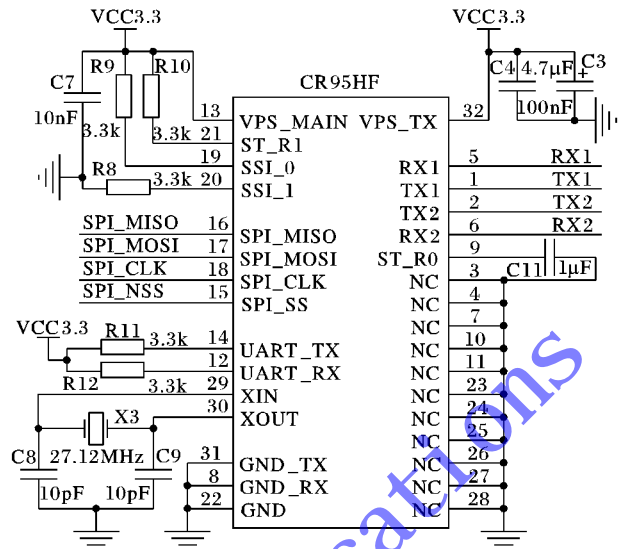 VCC3.3 VCC3.3
C7 R9 R10 C4 4.7μF C3
CR95HF
10nF 3.3k 3.3k 100nF
13 VPS_MAIN VPS_TX 32
21 ST_R1
19 SSI_0 RX1 5 RX1
R8 3.3k 20 SSI_1 TX1 1 TX1
TX2 2 TX2
SPI_MISO 16 SPI_MISO RX2 6 RX2
SPI_MOSI 17 SPI_MOSI ST_R0 9
C11 1μF
SPI_CLK 18 SPI_CLK NC 3
SPI_NSS 15 SPI_SS NC 4
NC 7
VCC3.3 R11 3.3k 14 UART_TX NC 10
R12 3.3k 12 UART_RX NC 11
29 XIN NC 23
X3 30 XOUT NC 24
NC 25
C8 27.12MHz C9 31 GND_TX NC 26
10pF 10pF 8 GND_RX NC 27
22 GND NC 28
ations